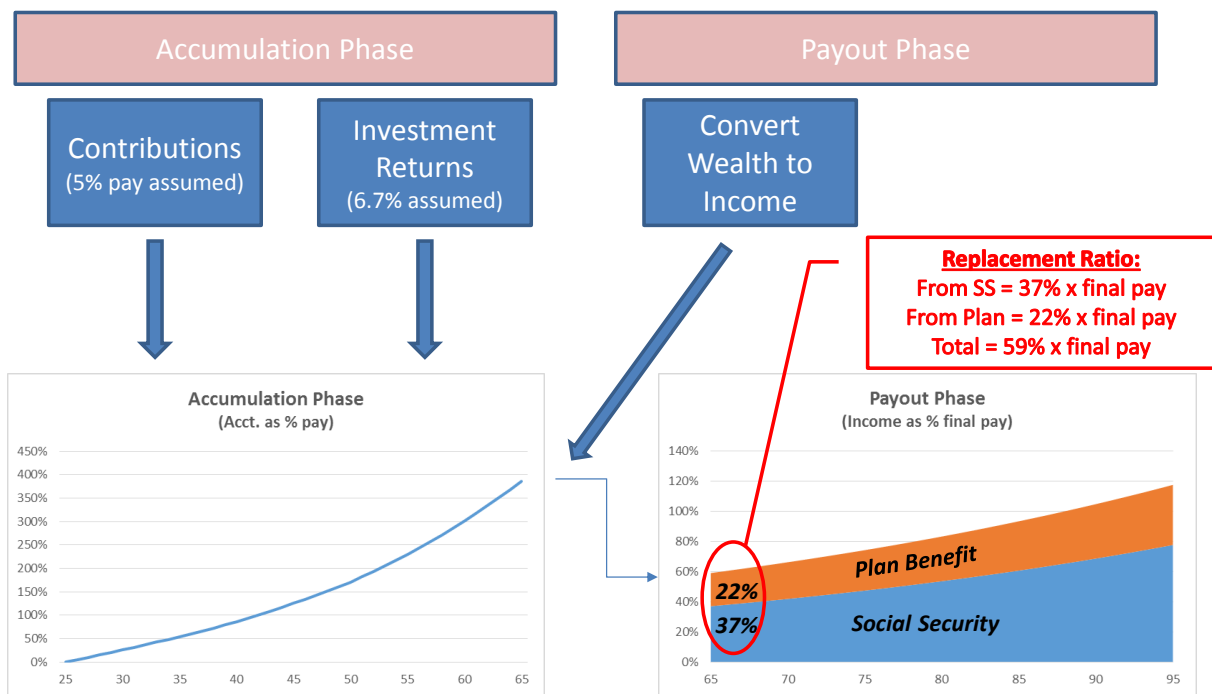 Accumulation Phase
Payout Phase
Contributions
(5% pay assumed)
Investment
Returns
(6.7% assumed)
Convert
Wealth to
Income
Replacement Ratio:
From SS = 37% x final pay
From Plan = 22% x final pay
Total = 59% x final pay
Accumulation Phase
(Acct. as % pay)
450%
400%
350%
300%
250%
200%
150%
100%
50%
0%
25 30 35 40 45 50 55 60 65
Payout Phase
(Income as % final pay)
140%
120%
100%
80%
60%
40%
20%
0%
Plan Benefit
22%
37%
Social Security
65 70 75 80 85 90 95